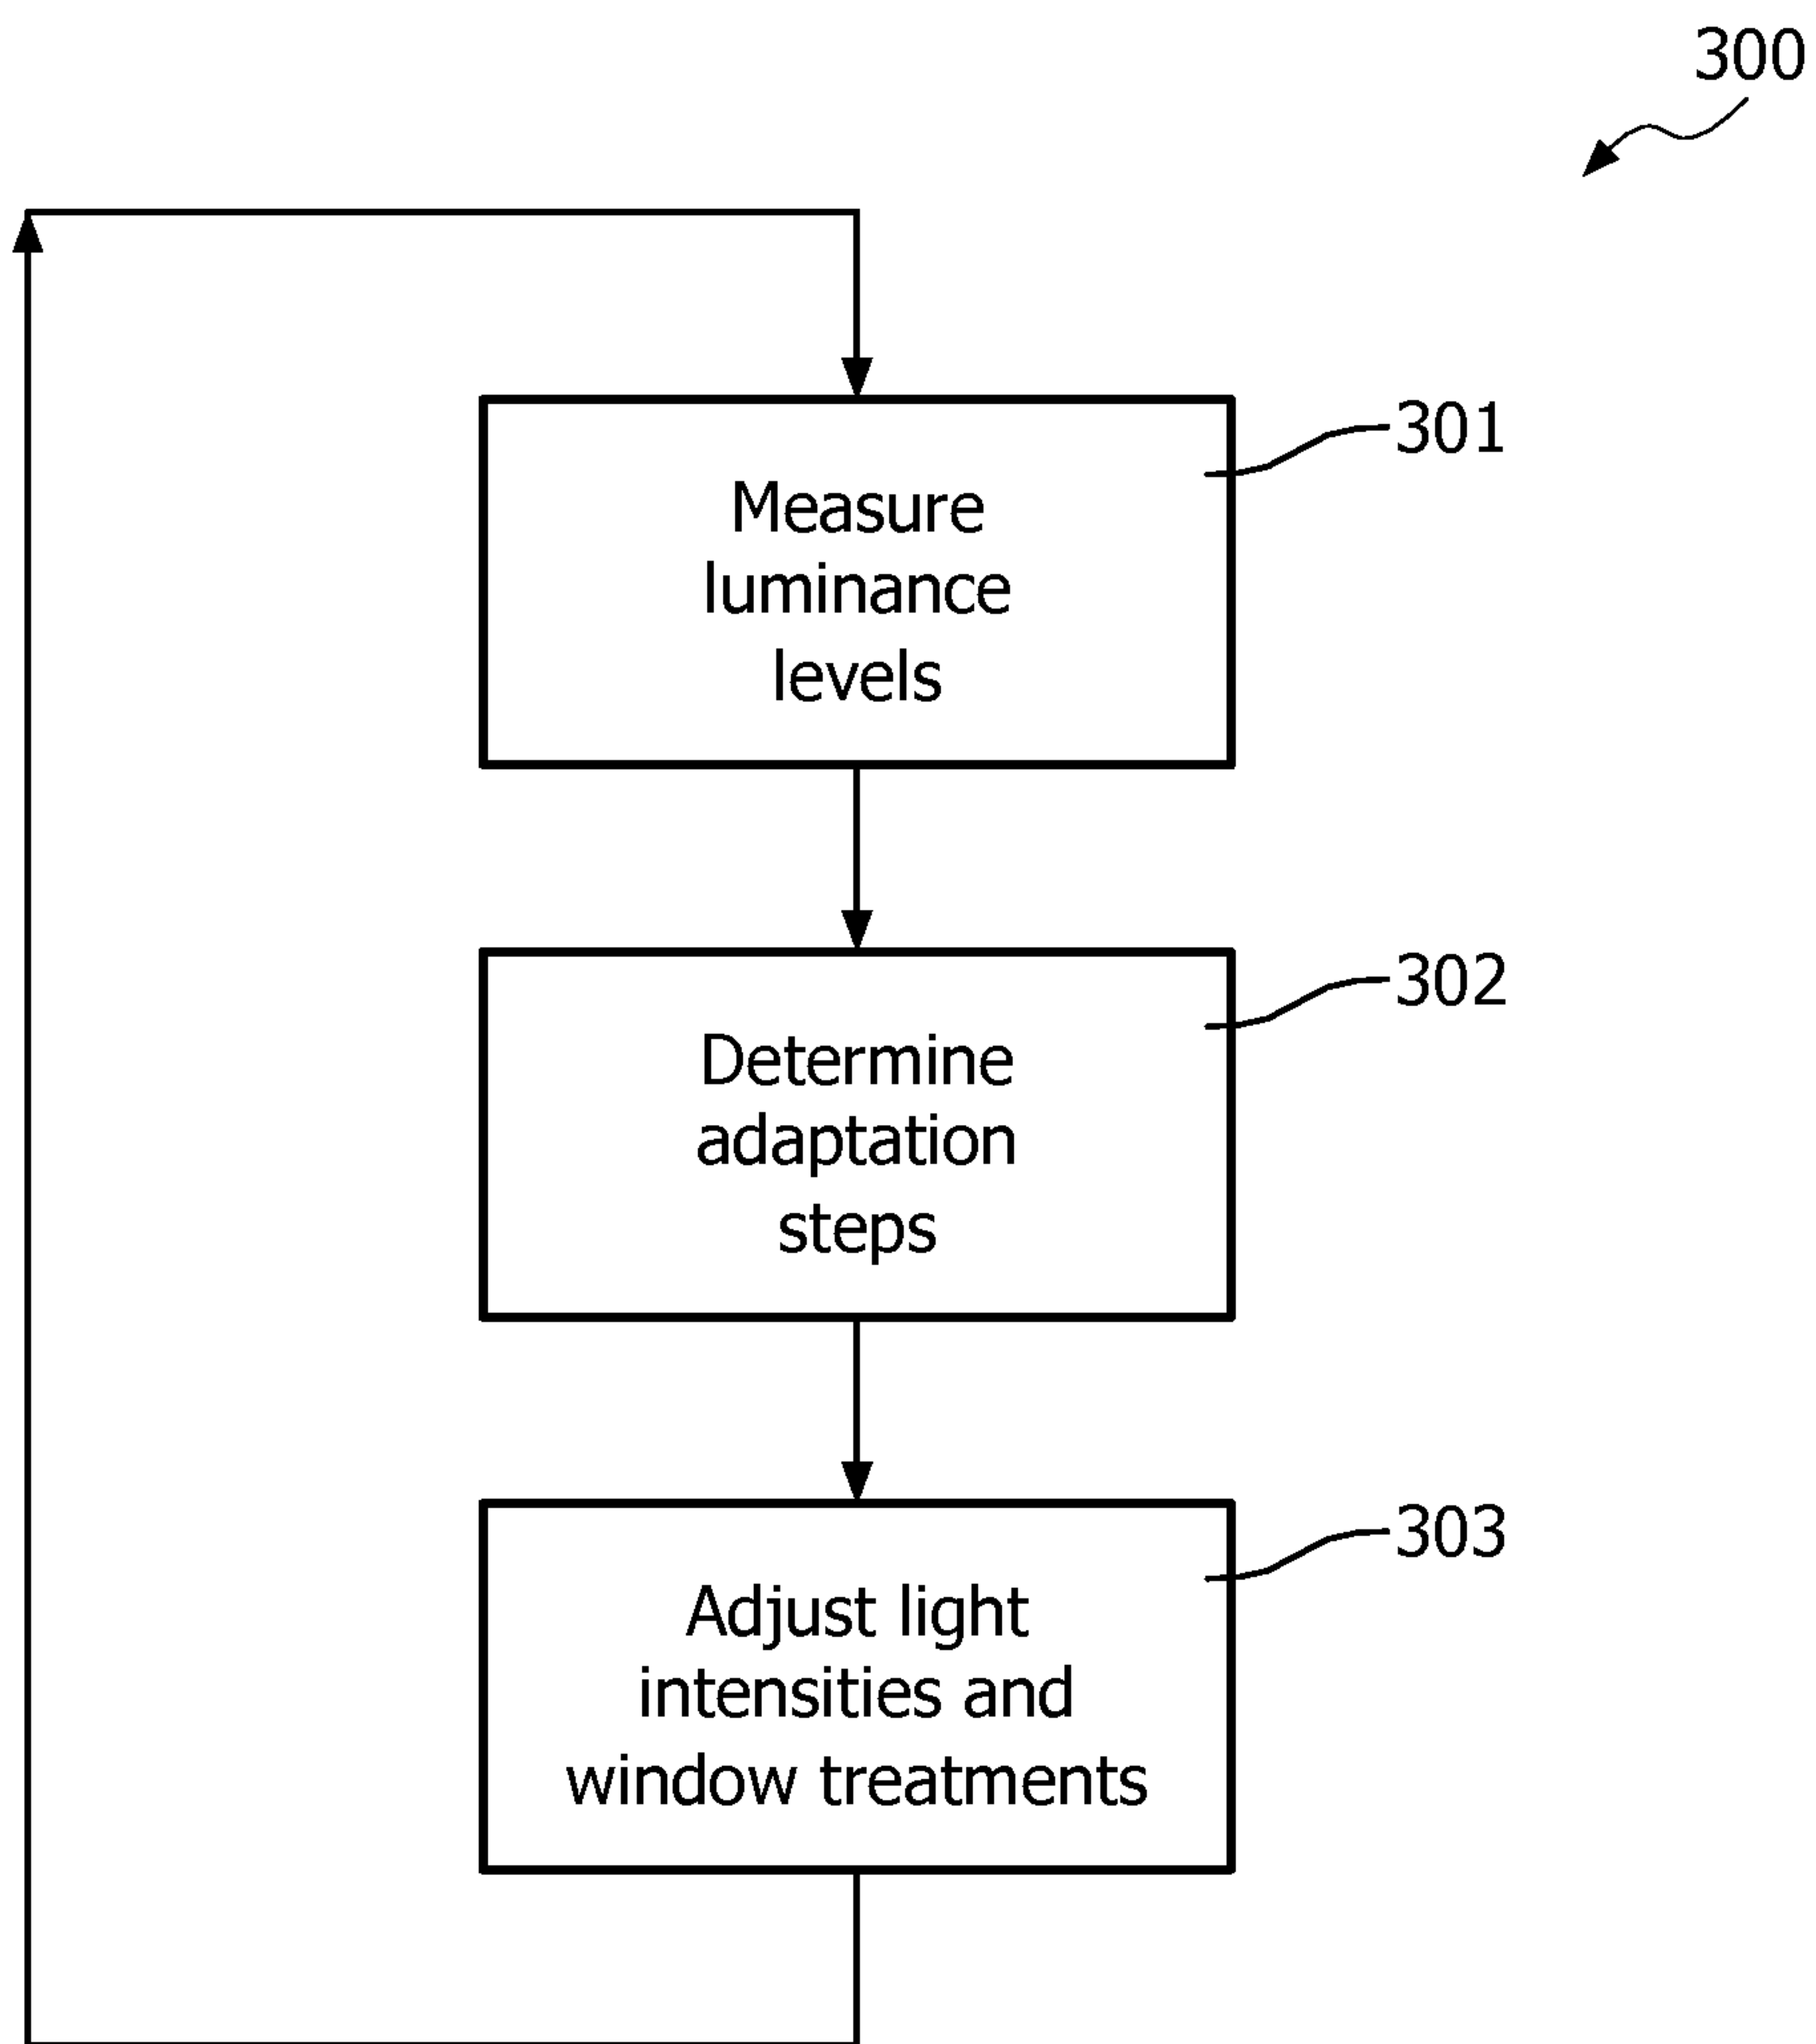 300
301
Measure
luminance
levels
302
Determine
adaptation
steps
303
Adjust light
intensities and
window treatments